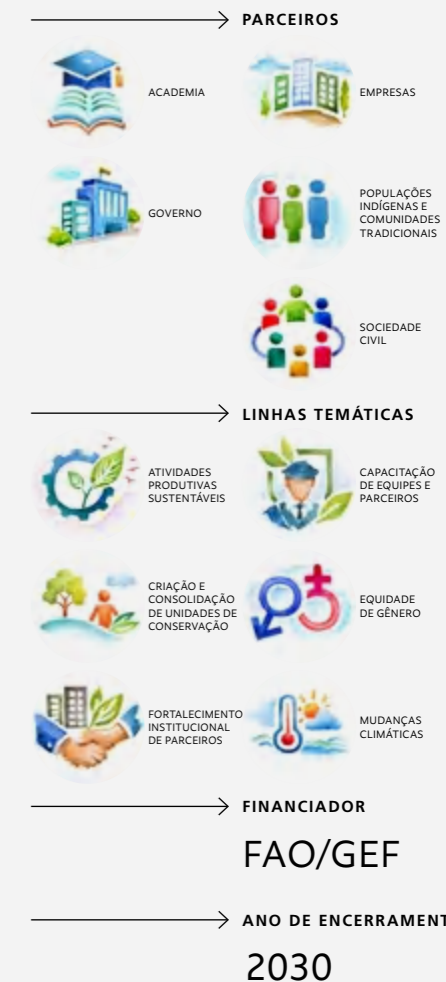 PARCEIROS
ACADEMIA
EMPRESAS
GOVERNO
POPULAÇÕES
INDÍGENAS E
COMUNIDADES
TRADICIONAIS
SOCIEDADE
CIVIL
LINHAS TEMÁTICAS
ATIVIDADES
PRODUTIVAS
SUSTENTÁVEIS
CAPACITAÇÃO
DE EQUIPES E
PARCEIROS
CRIAÇÃO E
CONSOLIDAÇÃO
DE UNIDADES DE
CONSERVAÇÃO
EQUIDADE
DE GÊNERO
FORTALECIMENTO
INSTITUCIONAL
DE PARCEIROS
MUDANÇAS
CLIMÁTICAS
FINANCIADOR
FAO/GEF
ANO DE ENCERRAMENT
2030